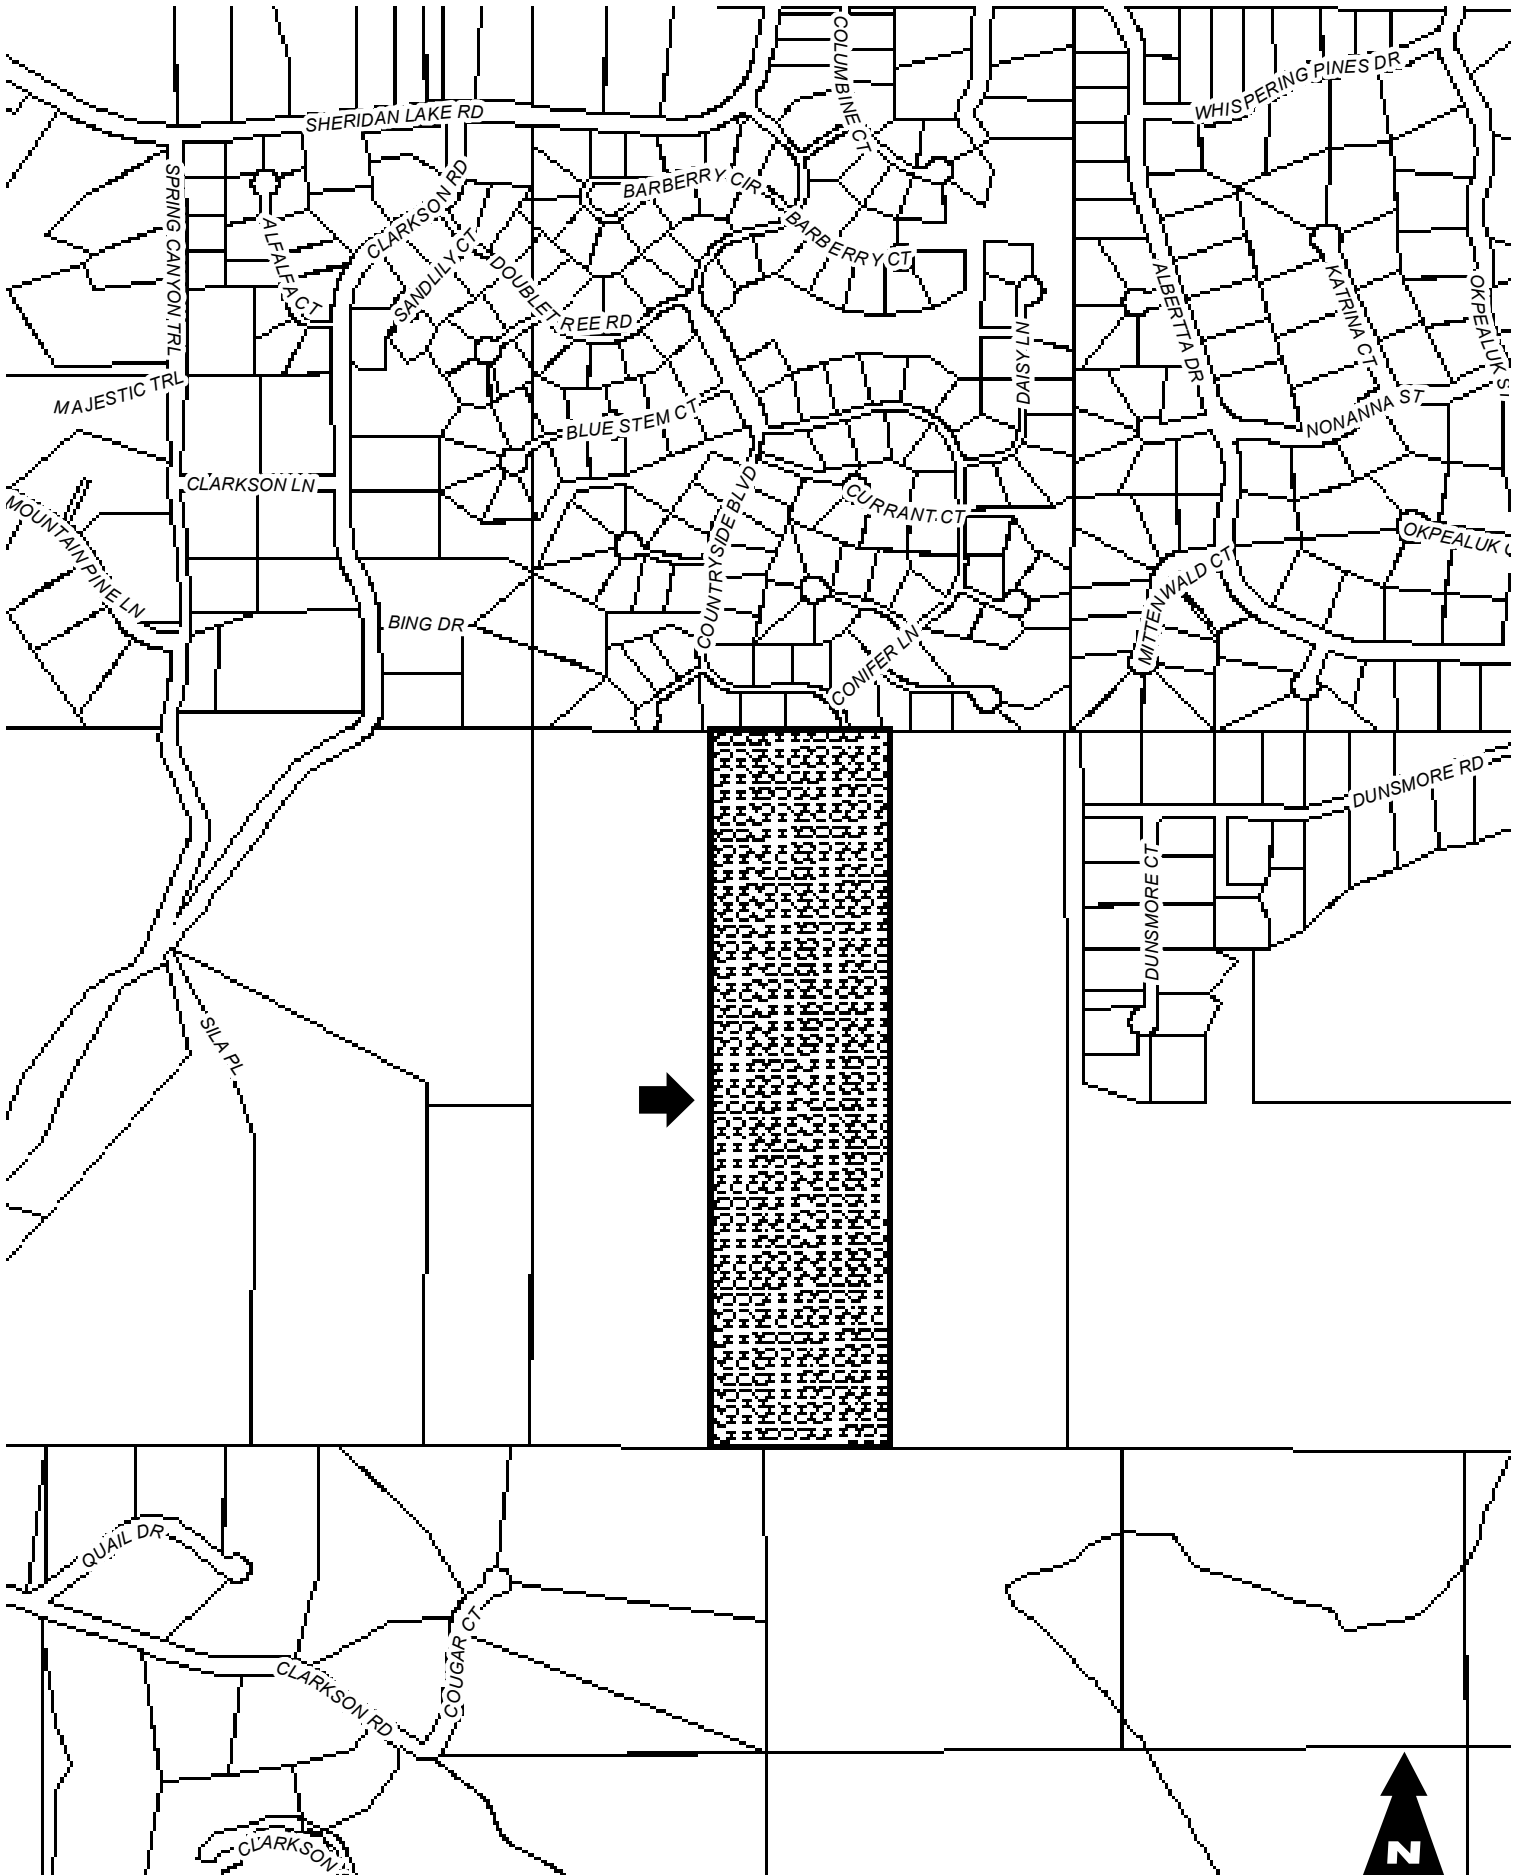 COLUMBINE CT
WHISPERING PINES DR
SHERIDAN LAKE RD
SPRING CANYON TRL
ALFALFA CT
CLARKSON RD
SANDLILY CT
BARBERRY CIR
BARBERRY CT
DOUBLETREE RD
ALBERTTA DR
KATRINA CT
OKPEALUK ST
DAISY LN
MAJESTIC TRL
BLUE STEM CT
NONANNA ST
CLARKSON LN
CURRANT CT
MOUNTAIN PINE LN
COUNTRYSIDE BLVD
OKPEALUK
MITTENWALD CT
BING DR
CONIFER LN
DUNSMORE RD
DUNSMORE CT
SILA PL
QUAIL DR
COUGAR CT
CLARKSON RD
CLARKSON
N